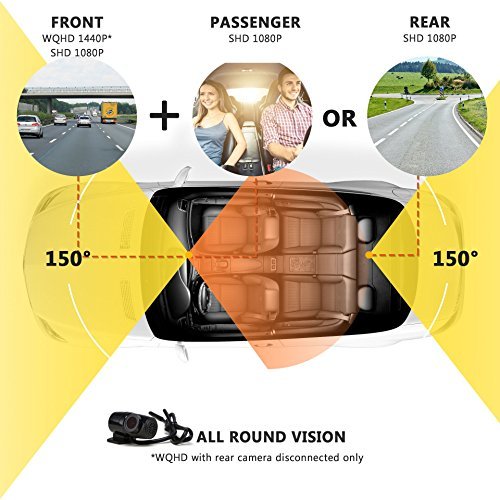 FRONT
WQHD 1440P*
SHD 1080P
PASSENGER
SHD 1080P
REAR
SHD 1080P
+
OR
150°
150°
ALL ROUND VISION
*WQHD with rear camera disconnected only